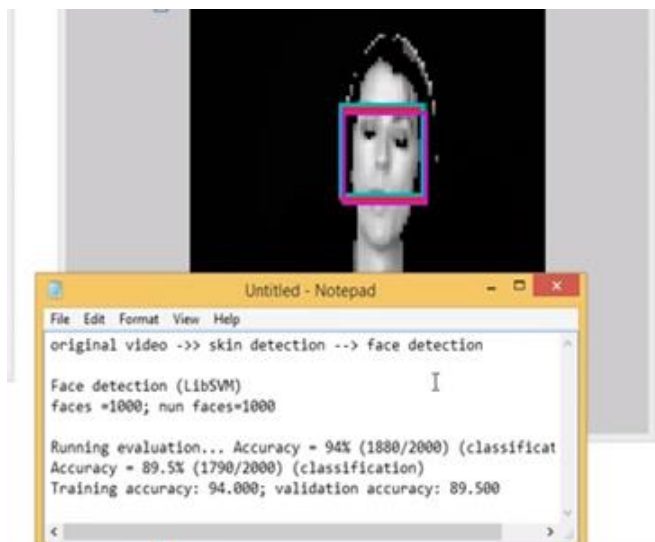 Untitled - Notepad
File Edit Format View Help
original video ->> skin detection --> face detection
Face detection (LibSVM)
faces =1000; nun faces=1000
Running evaluation... Accuracy = 94% (1880/2000) (classificat
Accuracy = 89.5% (1790/2000) (classification)
Training accuracy: 94.000; validation accuracy: 89.500